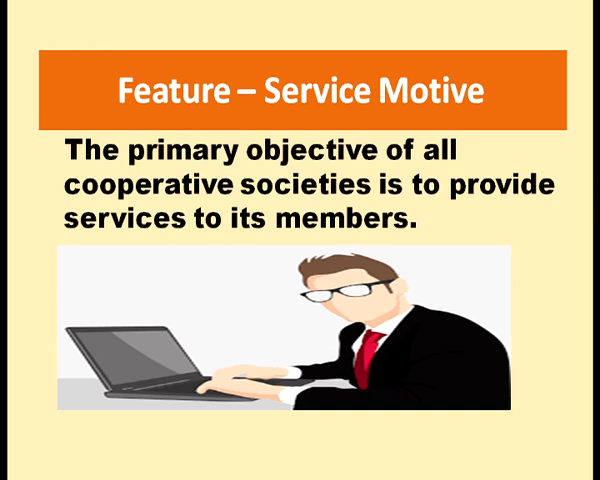 Feature – Service Motive
The primary objective of all
cooperative societies is to provide
services to its members.